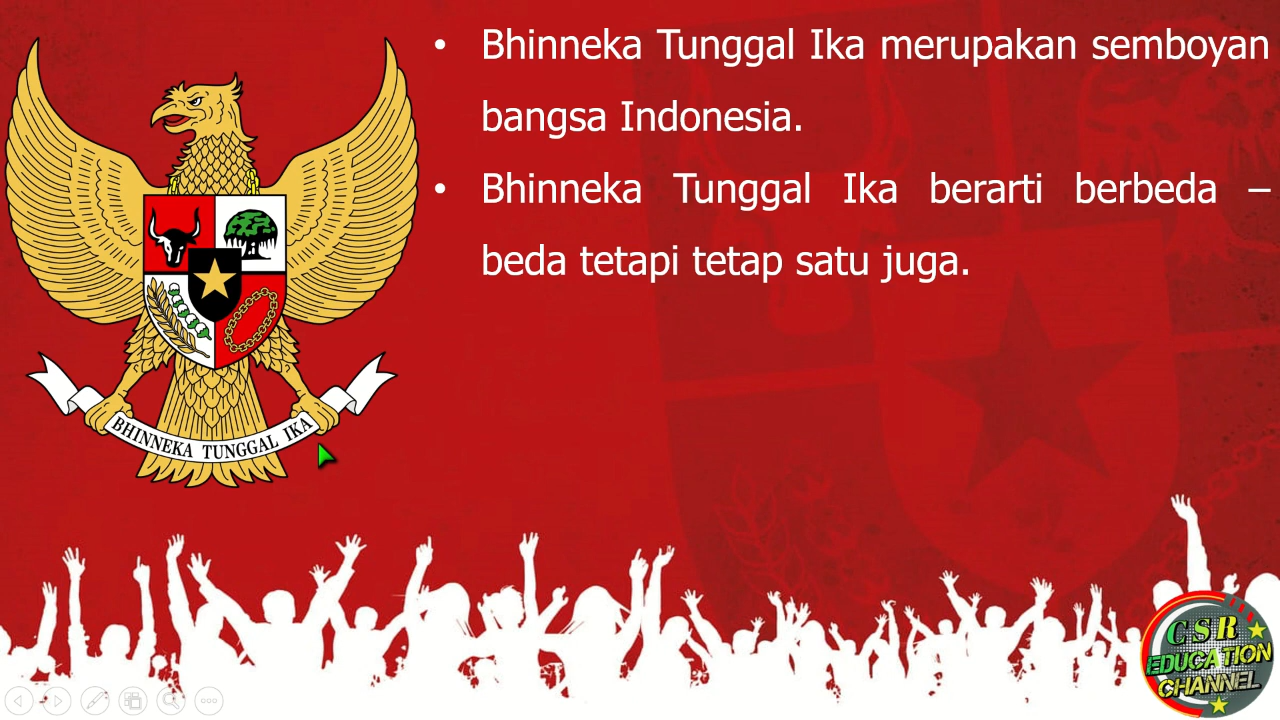 • Bhinneka Tunggal Ika merupakan semboyan
bangsa Indonesia.
• Bhinneka Tunggal Ika berarti berbeda –
beda tetapi tetap satu juga.
BHINNEKA TUNGGAL IKA
CSR
EDUCATION
CHANNEL